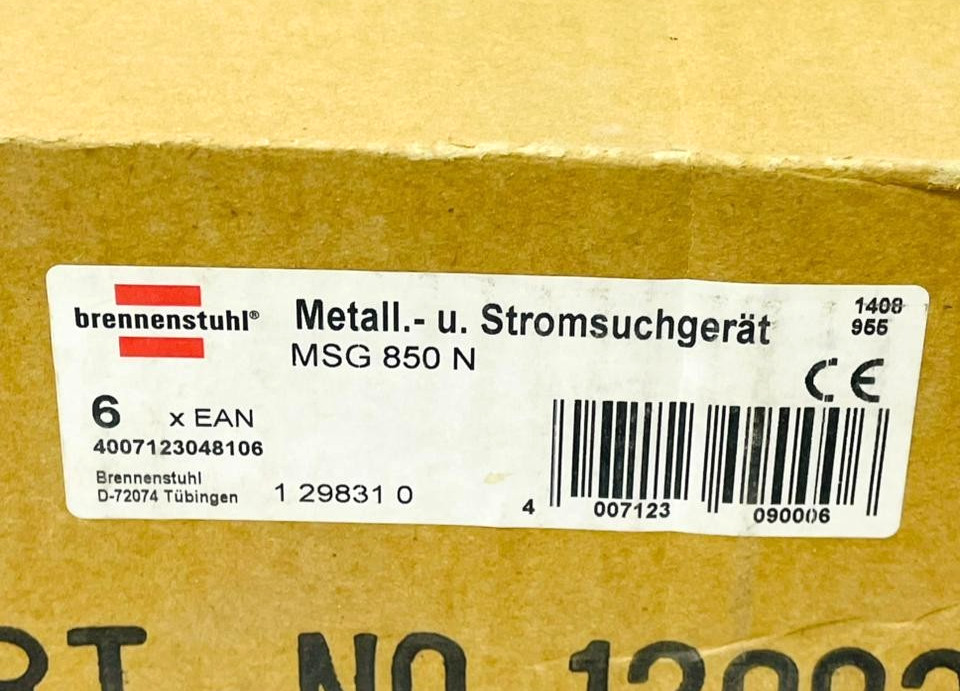 brennenstuhl®
Metall.- u. Stromsuchgerät
MSG 850 N
1408
955
CE
6 x EAN
4007123048106
Brennenstuhl
D-72074 Tübingen
1 29831 0
4 007123 090006
NO